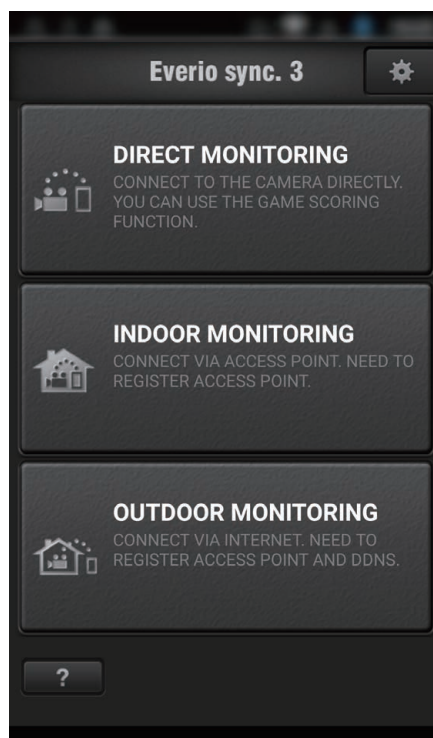 Everio sync. 3
DIRECT MONITORING
CONNECT TO THE CAMERA DIRECTLY.
YOU CAN USE THE GAME SCORING
FUNCTION.
INDOOR MONITORING
CONNECT VIA ACCESS POINT. NEED TO
REGISTER ACCESS POINT.
OUTDOOR MONITORING
CONNECT VIA INTERNET. NEED TO
REGISTER ACCESS POINT AND DDNS.
?